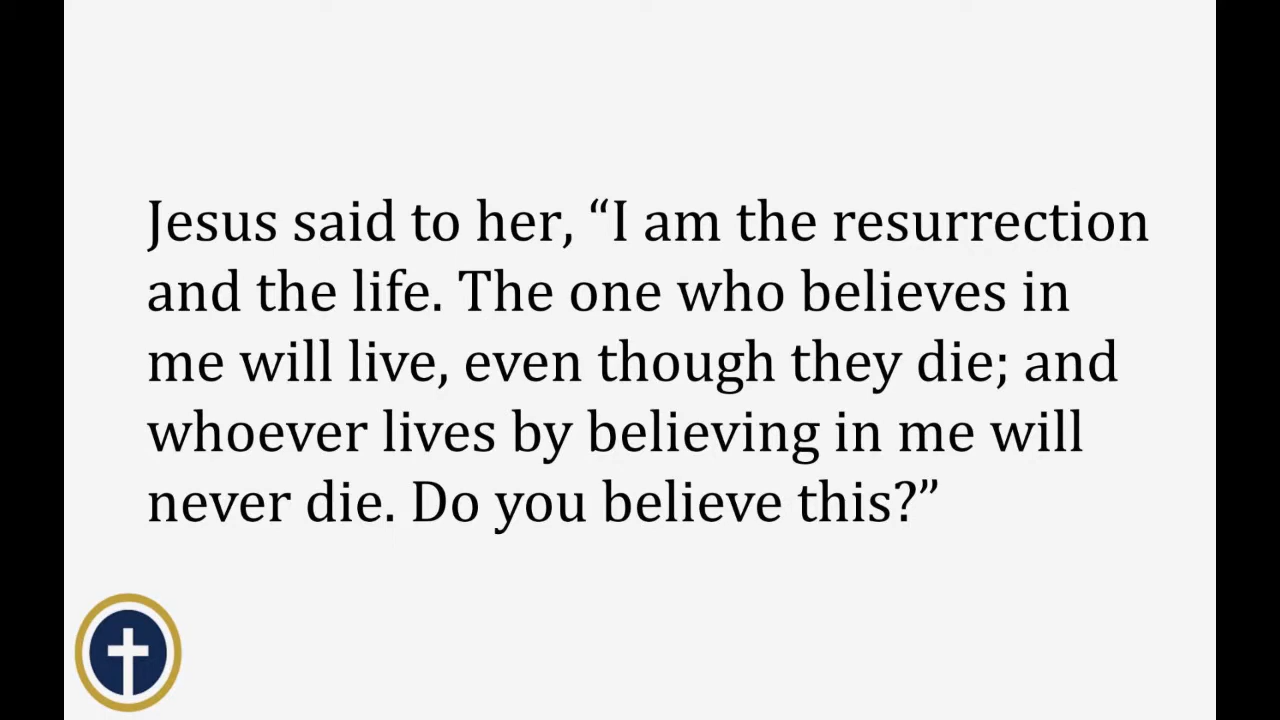 Jesus said to her, “I am the resurrection
and the life. The one who believes in
me will live, even though they die; and
whoever lives by believing in me will
never die. Do you believe this?”